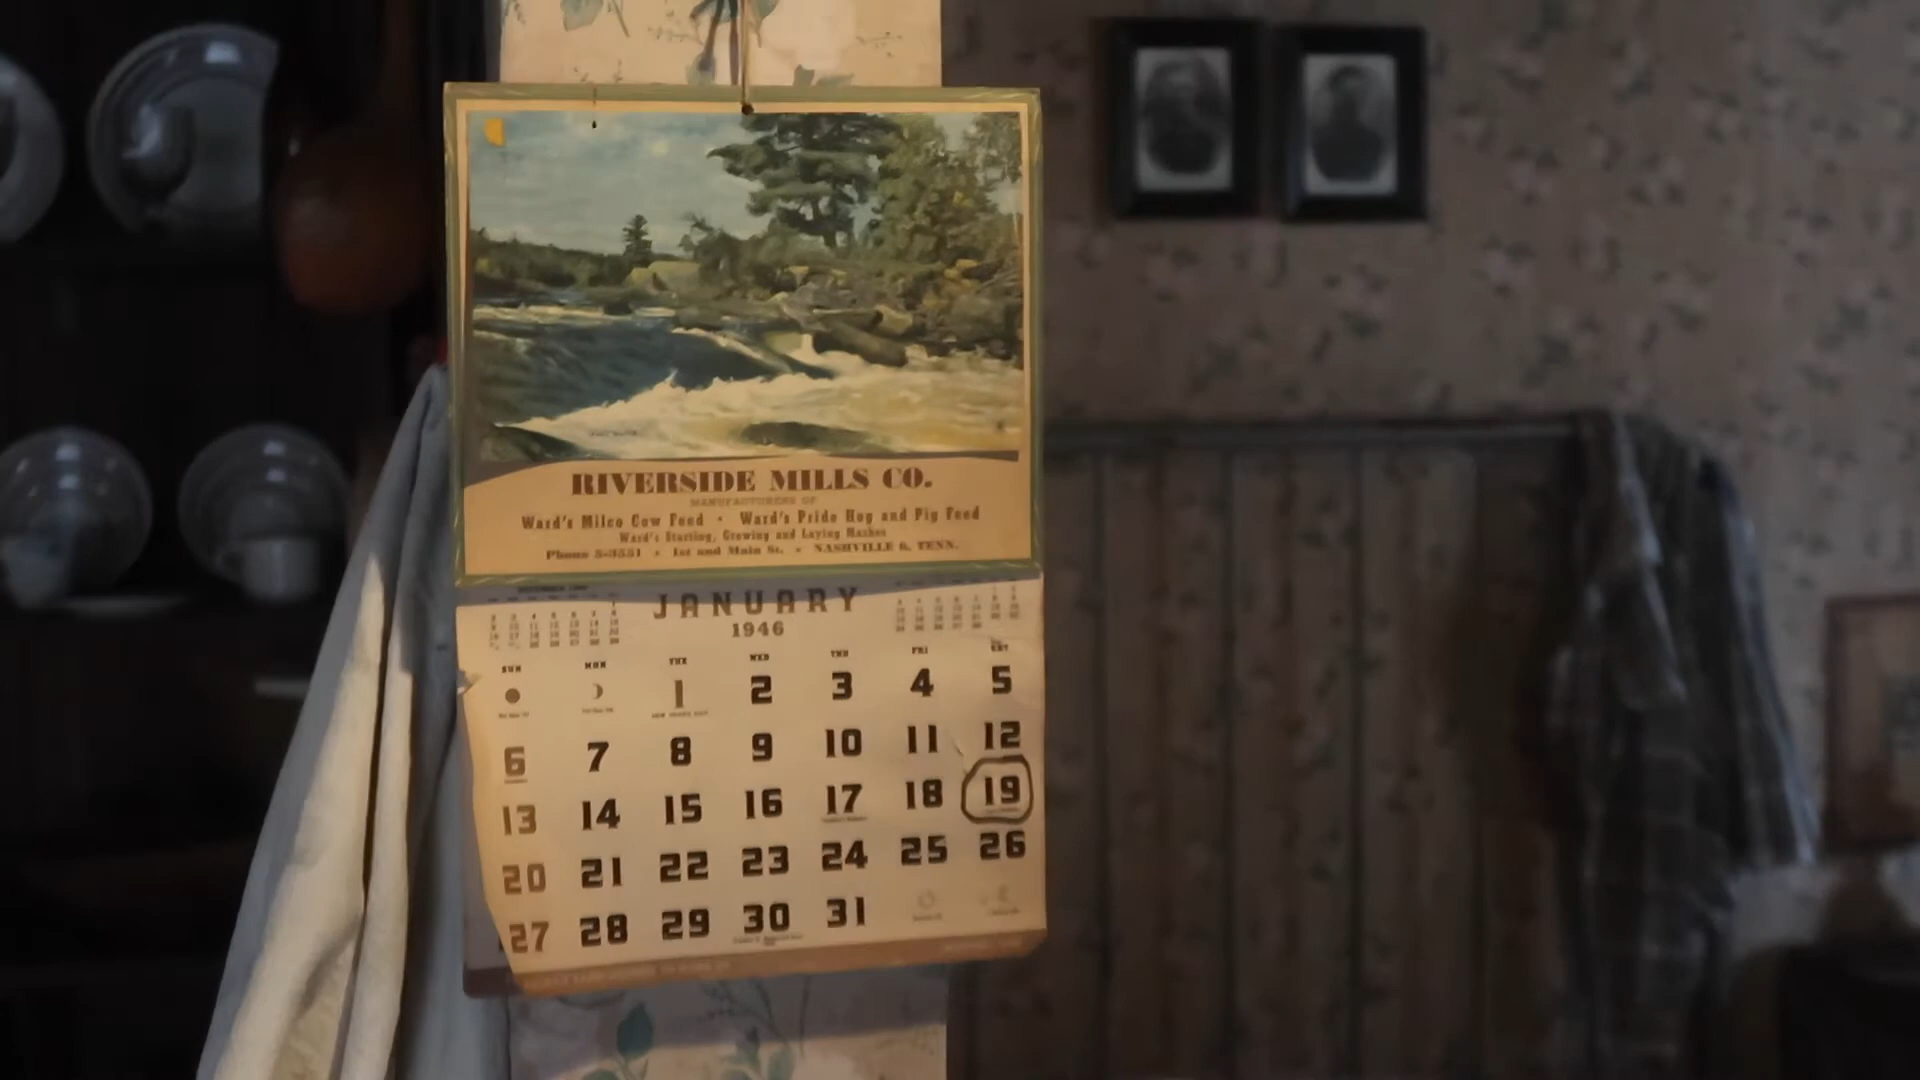 RIVERSIDE MILLS CO.
MANUFACTURERS OF
Ward's Milco Cow Feed • Ward's Pride Hog and Pig Feed
Ward's Starting, Growing and Laying Mashes
Phone 5-3551 • 1st and Main St. • NASHVILLE 6, TENN.
JANUARY
1946
SUN MON TUE WED THU FRI SAT
1 2 3 4 5
NEW YEAR'S DAY
6 7 8 9 10 11 12
13 14 15 16 17 18 19
20 21 22 23 24 25 26
27 28 29 30 31